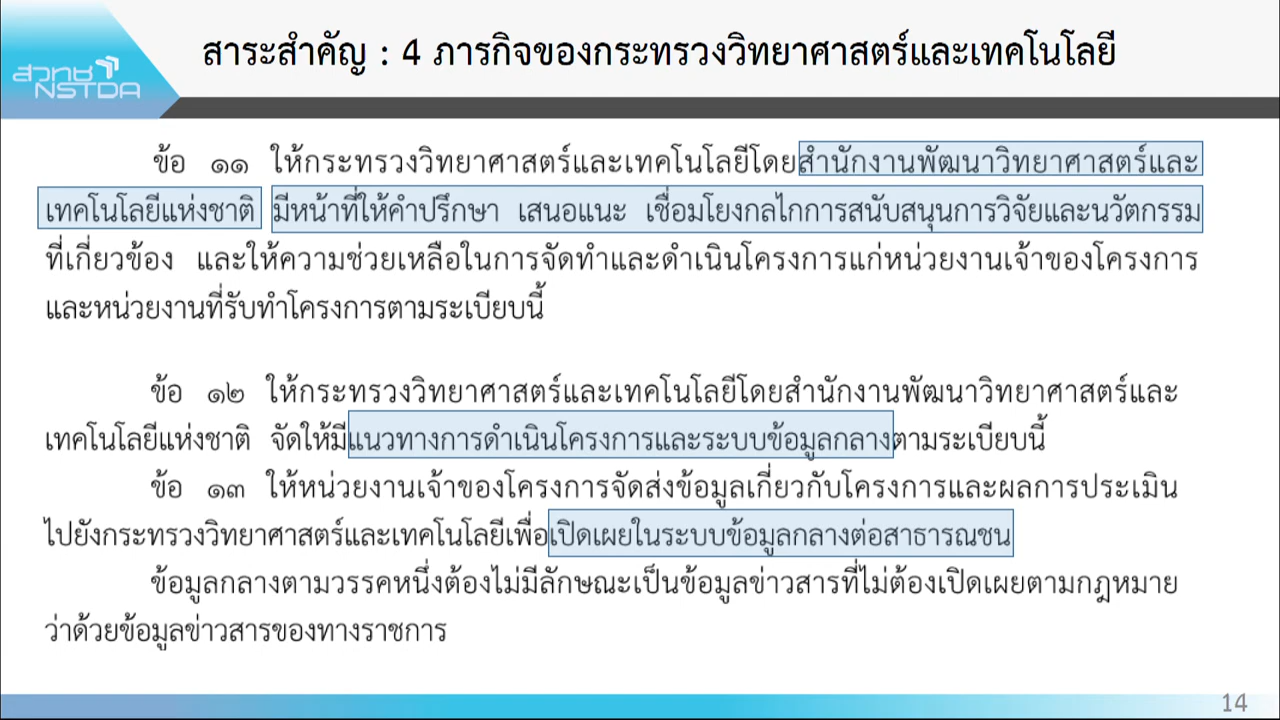 สาระสำคัญ : 4 ภารกิจของกระทรวงวิทยาศาสตร์และเทคโนโลยี
สวทช
NSTDA
ข้อ ๑๑ ให้กระทรวงวิทยาศาสตร์และเทคโนโลยีโดยสำนักงานพัฒนาวิทยาศาสตร์และ
เทคโนโลยีแห่งชาติ มีหน้าที่ให้คำปรึกษา เสนอแนะ เชื่อมโยงกลไกการสนับสนุนการวิจัยและนวัตกรรม
ที่เกี่ยวข้อง และให้ความช่วยเหลือในการจัดทำและดำเนินโครงการแก่หน่วยงานเจ้าของโครงการ
และหน่วยงานที่รับทำโครงการตามระเบียบนี้
ข้อ ๑๒ ให้กระทรวงวิทยาศาสตร์และเทคโนโลยีโดยสำนักงานพัฒนาวิทยาศาสตร์และ
เทคโนโลยีแห่งชาติ จัดให้มีแนวทางการดำเนินโครงการและระบบข้อมูลกลางตามระเบียบนี้
ข้อ ๑๓ ให้หน่วยงานเจ้าของโครงการจัดส่งข้อมูลเกี่ยวกับโครงการและผลการประเมิน
ไปยังกระทรวงวิทยาศาสตร์และเทคโนโลยีเพื่อเปิดเผยในระบบข้อมูลกลางต่อสาธารณชน
ข้อมูลกลางตามวรรคหนึ่งต้องไม่มีลักษณะเป็นข้อมูลข่าวสารที่ไม่ต้องเปิดเผยตามกฎหมาย
ว่าด้วยข้อมูลข่าวสารของทางราชการ
14